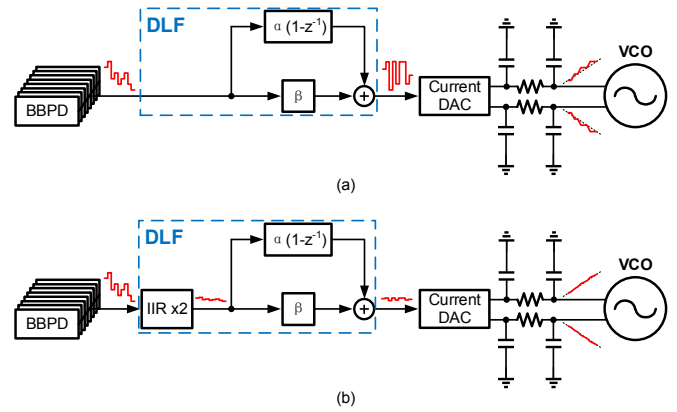 DLF
α(1-z⁻¹)
VCO
BBPD
β
+
Current
DAC
(a)
DLF
α(1-z⁻¹)
VCO
BBPD
IIR x2
β
+
Current
DAC
(b)